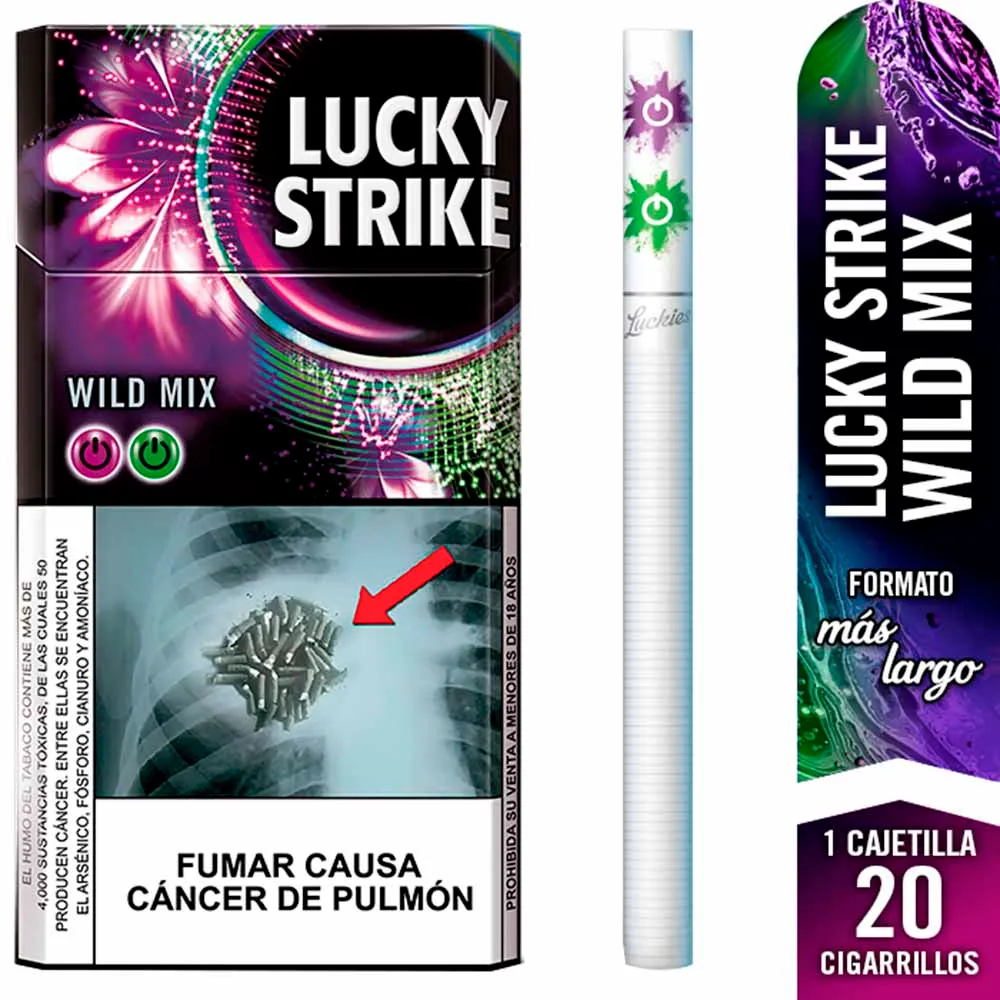 LUCKY
STRIKE
WILD MIX
EL HUMO DEL TABACO CONTIENE MÁS DE
4,000 SUSTANCIAS TÓXICAS, DE LAS CUALES 50
PRODUCEN CÁNCER. ENTRE ELLAS SE ENCUENTRAN
EL ARSÉNICO, FÓSFORO, CIANURO Y AMONÍACO.
PROHIBIDA SU VENTA A MENORES DE 18 AÑOS
FUMAR CAUSA
CÁNCER DE PULMÓN
Luckies
LUCKY STRIKE
WILD MIX
FORMATO
más
largo
1 CAJETILLA
20
CIGARRILLOS